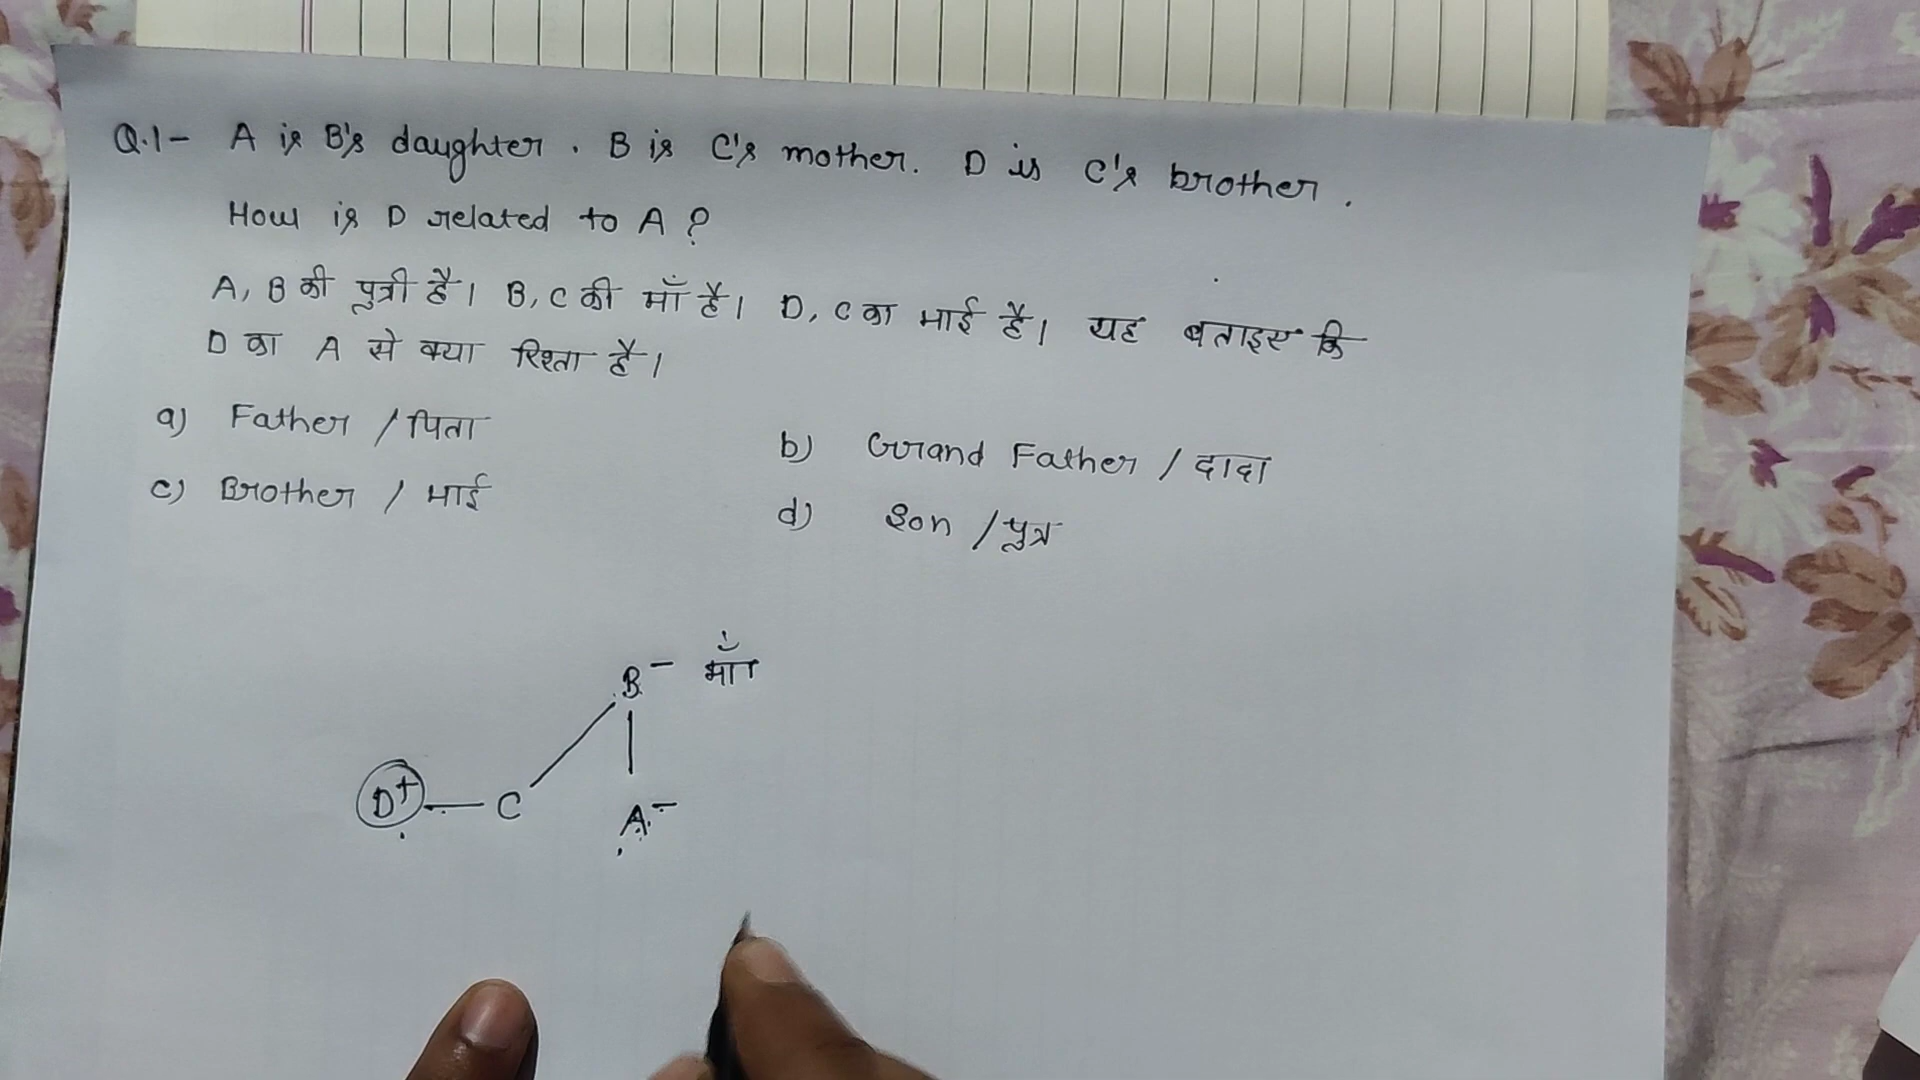 Q.1- A is B's daughter. B is C's mother. D is C's brother.
How is D related to A?
A, B की पुत्री है। B, C की माँ है। D, C का भाई है। यह बताइए कि
D का A से क्या रिश्ता है।
a) Father / पिता
b) Grand Father / दादा
c) Brother / भाई
d) Son / पुत्र
B - माँ
D+ — C
A -